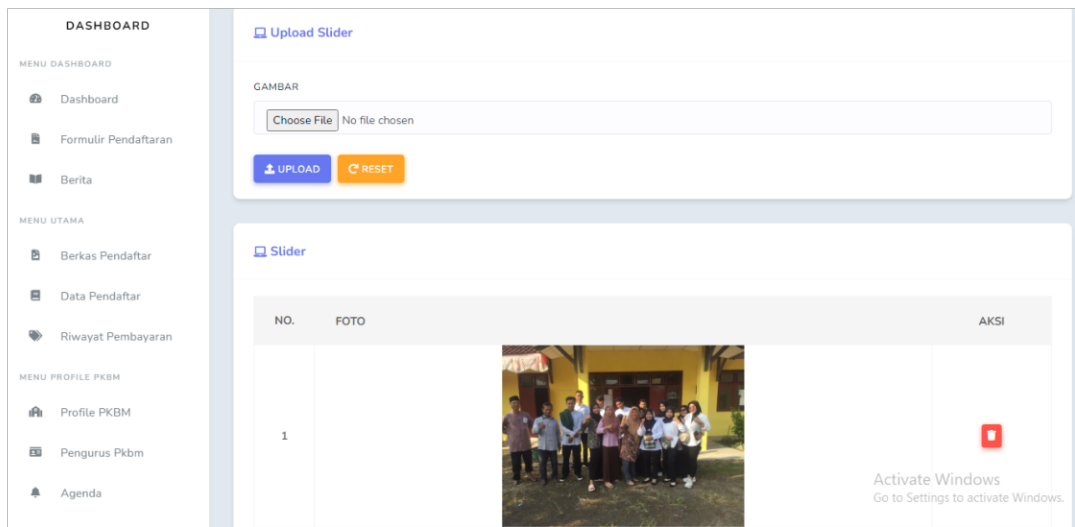 DASHBOARD
MENU DASHBOARD
Dashboard
Formulir Pendaftaran
Berita
MENU UTAMA
Berkas Pendaftar
Data Pendaftar
Riwayat Pembayaran
MENU PROFILE PKBM
Profile PKBM
Pengurus Pkbm
Agenda
Upload Slider
GAMBAR
Choose File No file chosen
UPLOAD RESET
Slider
NO. FOTO AKSI
1
Activate Windows
Go to Settings to activate Windows.